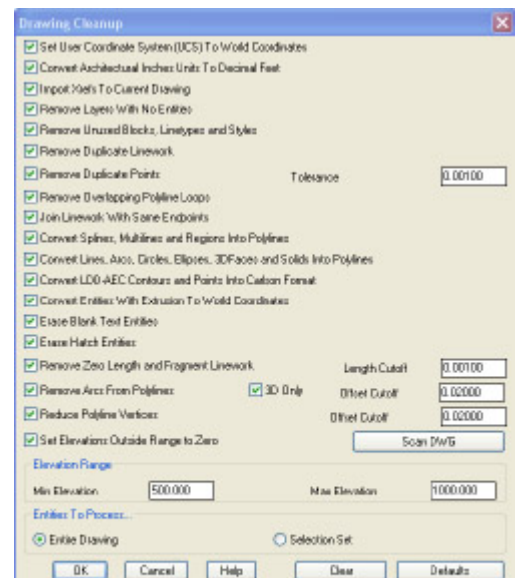 Drawing Cleanup
Set User Coordinate System (UCS) To World Coordinates
Convert Architectural Inches Units To Decimal Feet
Import Xrefs To Current Drawing
Remove Layers With No Entities
Remove Unused Blocks, Linetypes and Styles
Remove Duplicate Linework
Remove Duplicate Points Tolerance 0.00100
Remove Overlapping Polyline Loops
Join Linework With Same Endpoints
Convert Splines, Multilines and Regions Into Polylines
Convert Lines, Arcs, Circles, Ellipses, 3DFaces and Solids Into Polylines
Convert LDD-AEC Contours and Points Into Carlson Format
Convert Entities With Extrusion To World Coordinates
Erase Blank Text Entities
Erase Hatch Entities
Remove Zero Length and Fragment Linework Length Cutoff 0.00100
Remove Arcs From Polylines 3D Only Offset Cutoff 0.02000
Reduce Polyline Vertices Offset Cutoff 0.02000
Set Elevations Outside Range to Zero Scan DWG
Elevation Range
Min Elevation 500.000 Max Elevation 1000.000
Entities To Process...
Entire Drawing Selection Set
OK Cancel Help Clear Defaults